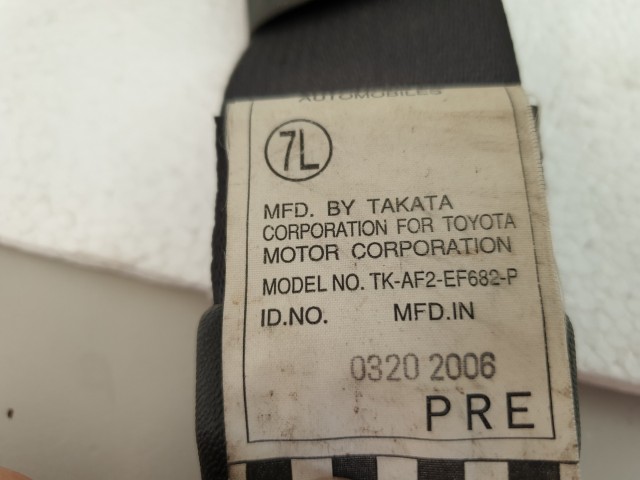 AUTOMOBILES
7L
MFD. BY TAKATA
CORPORATION FOR TOYOTA
MOTOR CORPORATION
MODEL NO. TK-AF2-EF682-P
ID.NO. MFD.IN
0320 2006
PRE